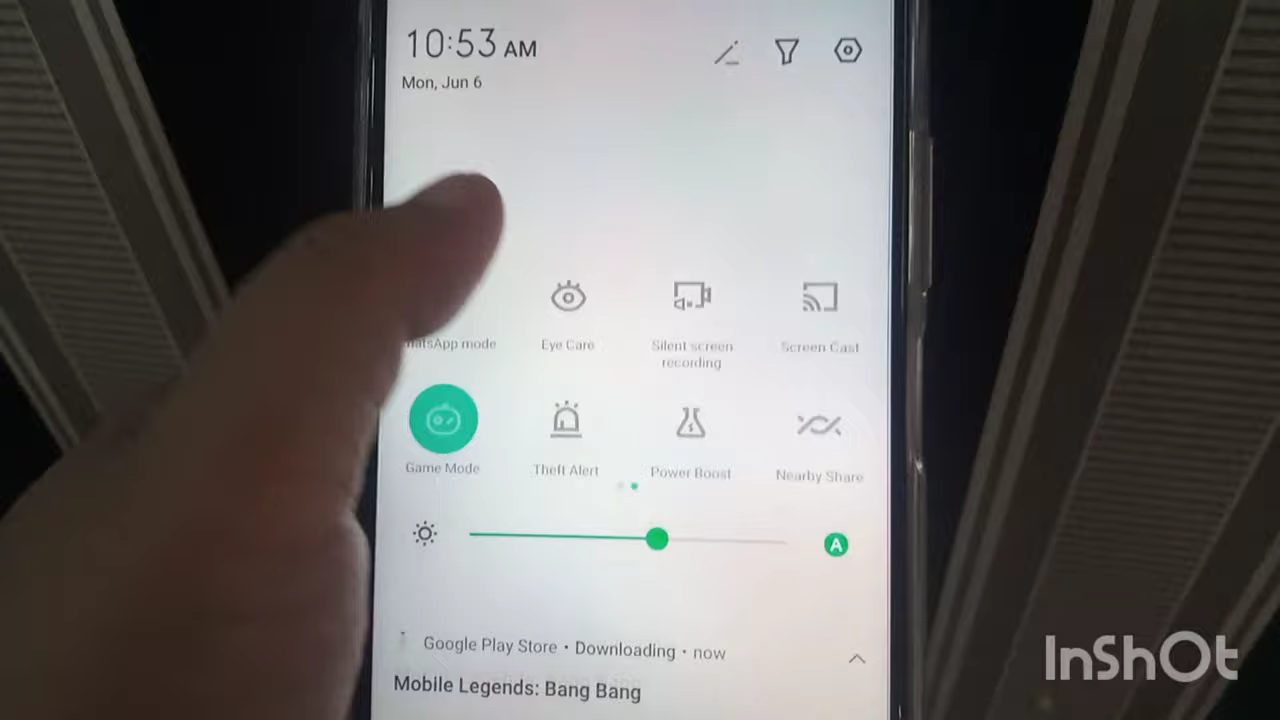 10:53 AM
Mon, Jun 6
mode
Eye Care
Silent screen
recording
Screen Cast
Game Mode
Theft Alert
Power Boost
Nearby Share
A
Google Play Store • Downloading • now
Mobile Legends: Bang Bang
InShOt